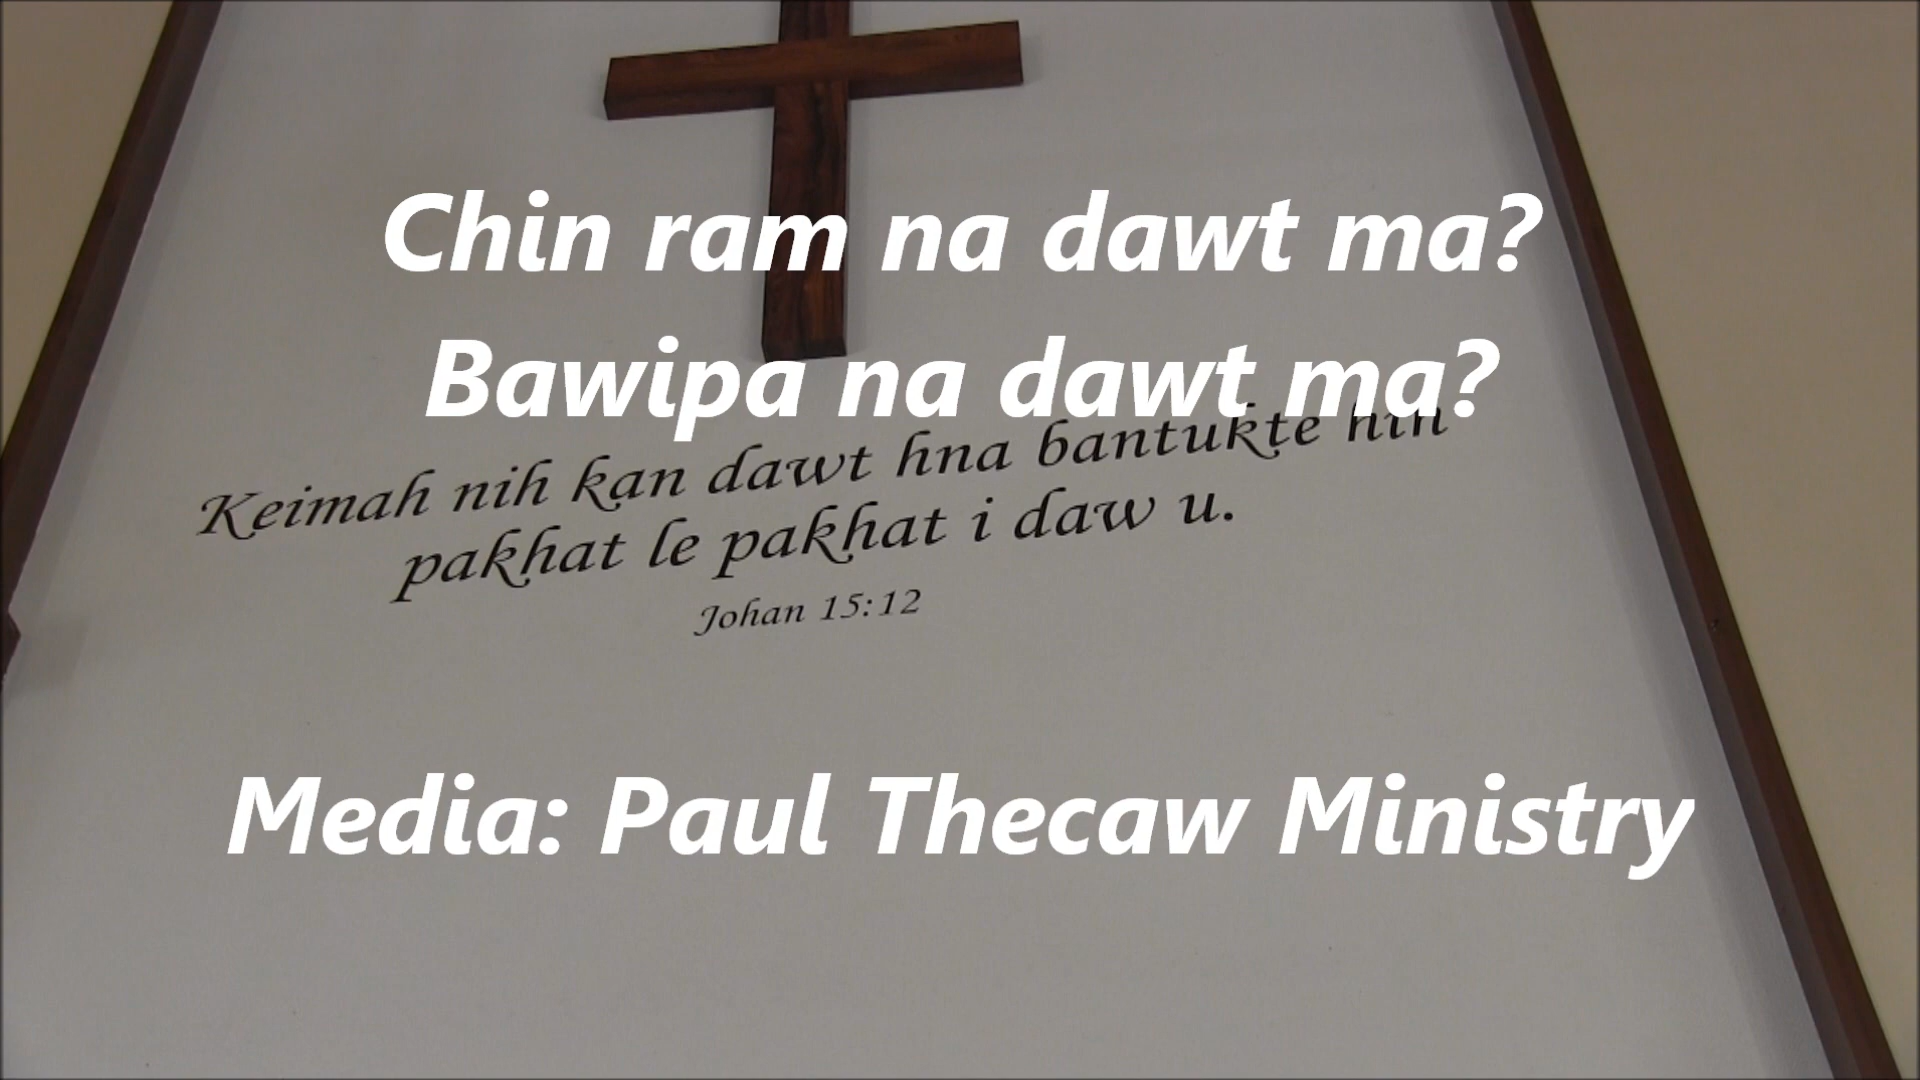 Chin ram na dawt ma?
Bawipa na dawt ma?
Keimah nih kan dawt hna bantukte hin
pakhat le pakhat i daw u.
Johan 15:12
Media: Paul Thecaw Ministry